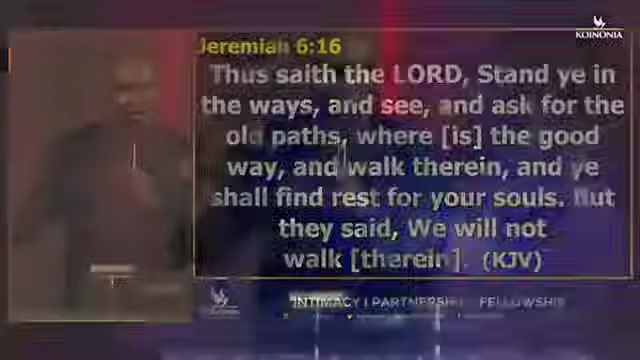 KOINONIA
Jeremiah 6:16
Thus saith the LORD, Stand ye in
the ways, and see, and ask for the
old paths, where [is] the good
way, and walk therein, and ye
shall find rest for your souls. But
they said, We will not
walk [therein]. (KJV)
INTIMACY | PARTNERSHIP FELLOWSHIP